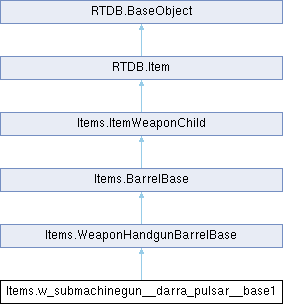 RTDB.BaseObject
RTDB.Item
Items.ItemWeaponChild
Items.BarrelBase
Items.WeaponHandgunBarrelBase
Items.w_submachinegun__darra_pulsar__base1